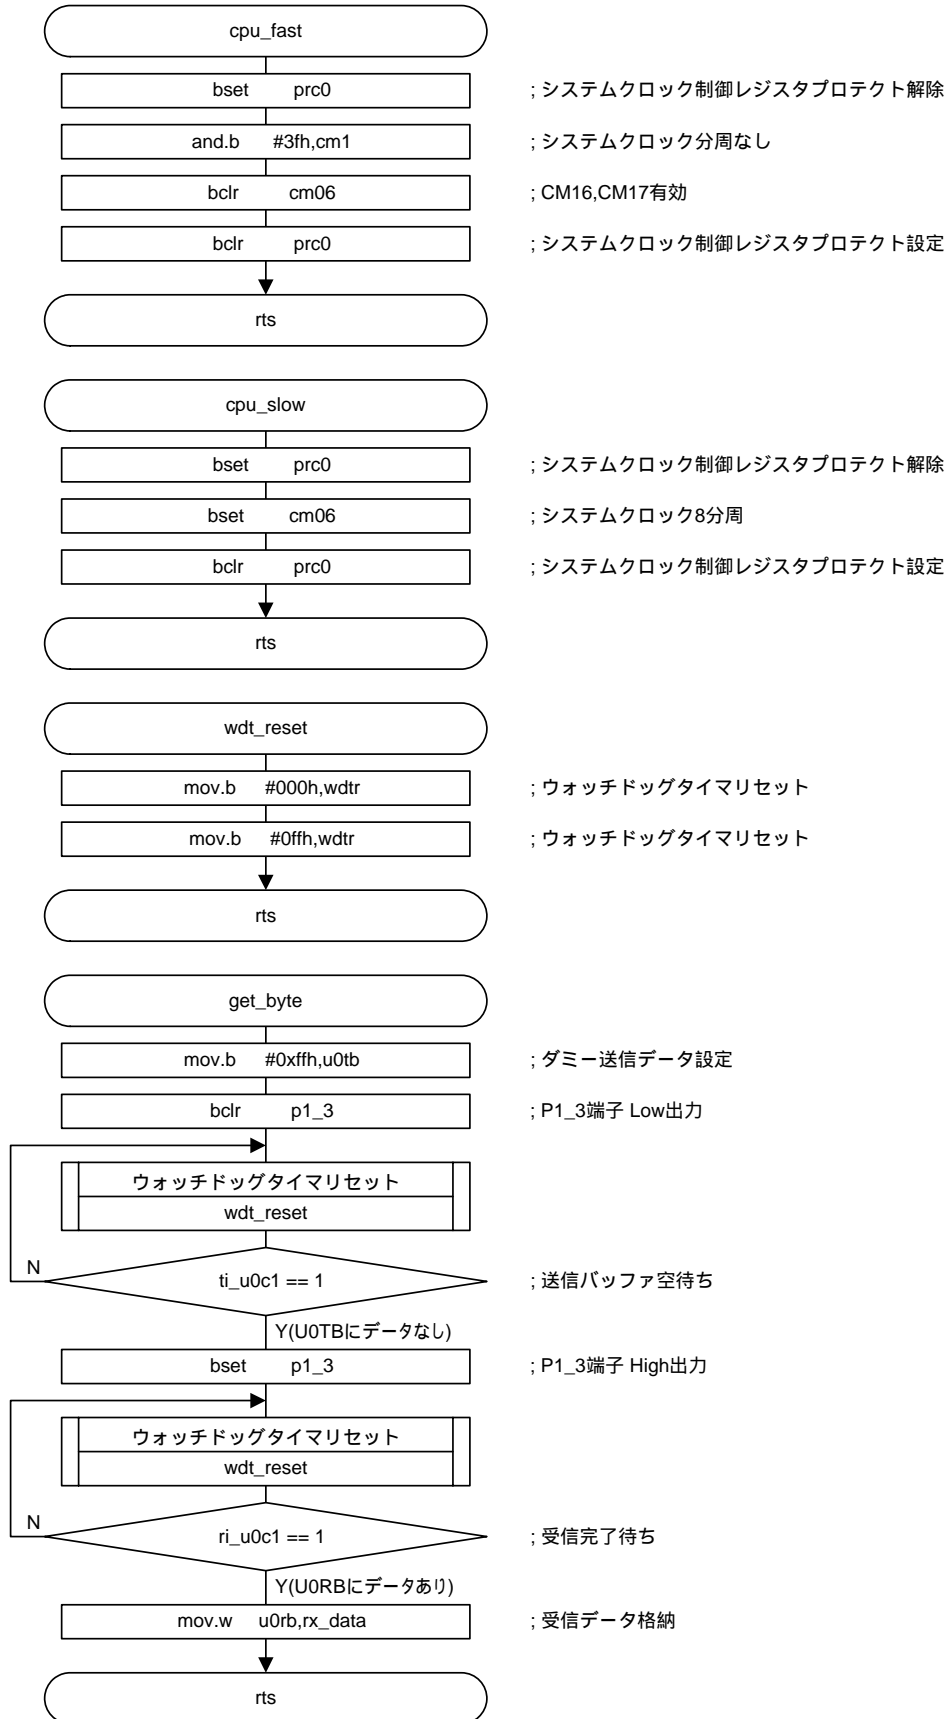 cpu_fast
bset prc0 ; システムクロック制御レジスタプロテクト解除
and.b #3fh,cm1 ; システムクロック分周なし
bclr cm06 ; CM16,CM17有効
bclr prc0 ; システムクロック制御レジスタプロテクト設定
rts
cpu_slow
bset prc0 ; システムクロック制御レジスタプロテクト解除
bset cm06 ; システムクロック8分周
bclr prc0 ; システムクロック制御レジスタプロテクト設定
rts
wdt_reset
mov.b #000h,wdtr ; ウォッチドッグタイマリセット
mov.b #0ffh,wdtr ; ウォッチドッグタイマリセット
rts
get_byte
mov.b #0xffh,u0tb ; ダミー送信データ設定
bclr p1_3 ; P1_3端子 Low出力
ウォッチドッグタイマリセット
wdt_reset
N
ti_u0c1 == 1 ; 送信バッファ空待ち
Y(U0TBにデータなし)
bset p1_3 ; P1_3端子 High出力
ウォッチドッグタイマリセット
wdt_reset
N
ri_u0c1 == 1 ; 受信完了待ち
Y(U0RBにデータあり)
mov.w u0rb,rx_data ; 受信データ格納
rts